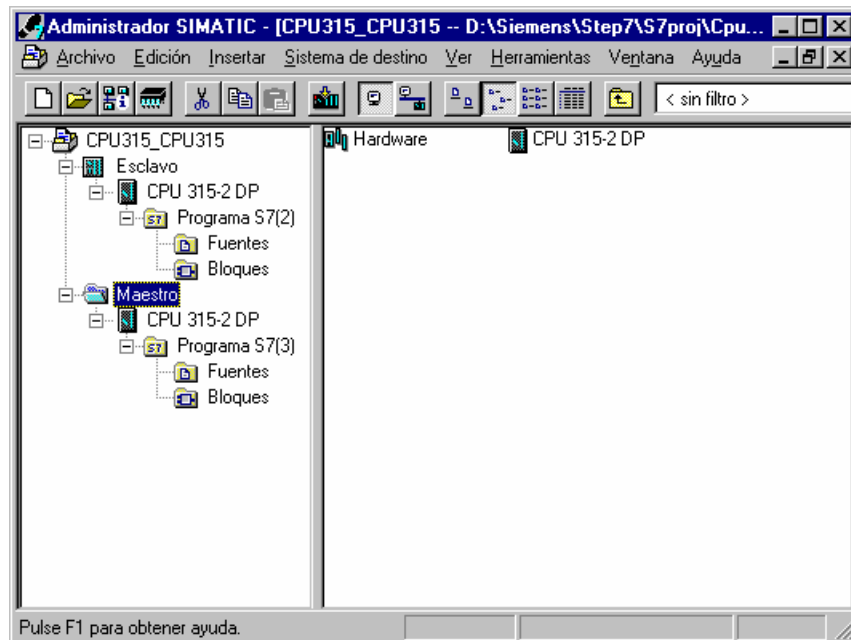 Administrador SIMATIC - [CPU315_CPU315 -- D:\Siemens\Step7\S7proj\Cpu...
Archivo Edición Insertar Sistema de destino Ver Herramientas Ventana Ayuda
< sin filtro >
CPU315_CPU315
Esclavo
CPU 315-2 DP
Programa S7(2)
Fuentes
Bloques
Maestro
CPU 315-2 DP
Programa S7(3)
Fuentes
Bloques
Hardware CPU 315-2 DP
Pulse F1 para obtener ayuda.